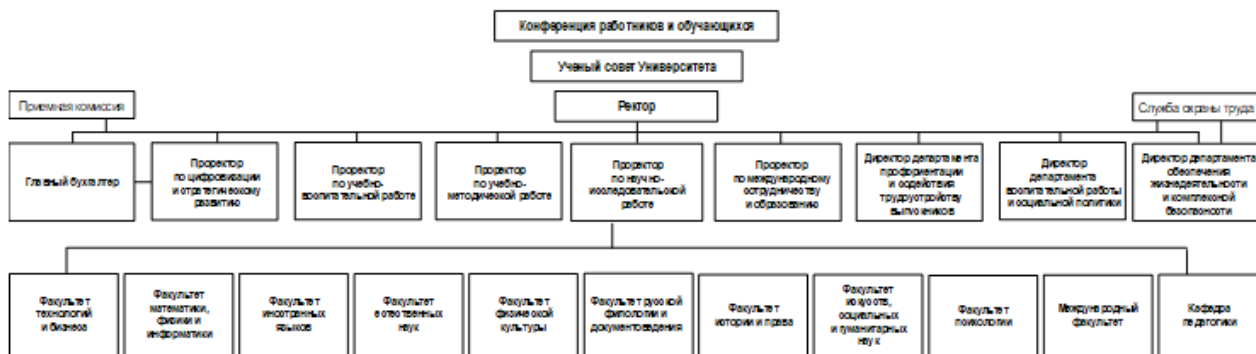 Конференция работников и обучающихся
Ученый совет Университета
Приемная комиссия
Ректор
Служба охраны труда
Главный бухгалтер
Проректор
по цифровизации
и стратегическому
развитию
Проректор
по учебно-
воспитательной работе
Проректор
по учебно-
методической работе
Проректор
по научно-
исследовательской
работе
Проректор
по международному
сотрудничеству
и образованию
Директор департамента
профориентации
и содействия
трудоустройству
выпускников
Директор
департамента
воспитательной работы
и социальной политики
Директор департамента
обеспечения
жизнедеятельности
и комплексной
безопасности
Факультет
технологий
и бизнеса
Факультет
математики,
физики и
информатики
Факультет
иностранных
языков
Факультет
естественных
наук
Факультет
физической
культуры
Факультет русской
филологии и
документоведения
Факультет
истории и права
Факультет
искусств,
социальных
и гуманитарных
наук
Факультет
психологии
Международный
факультет
Кафедра
педагогики